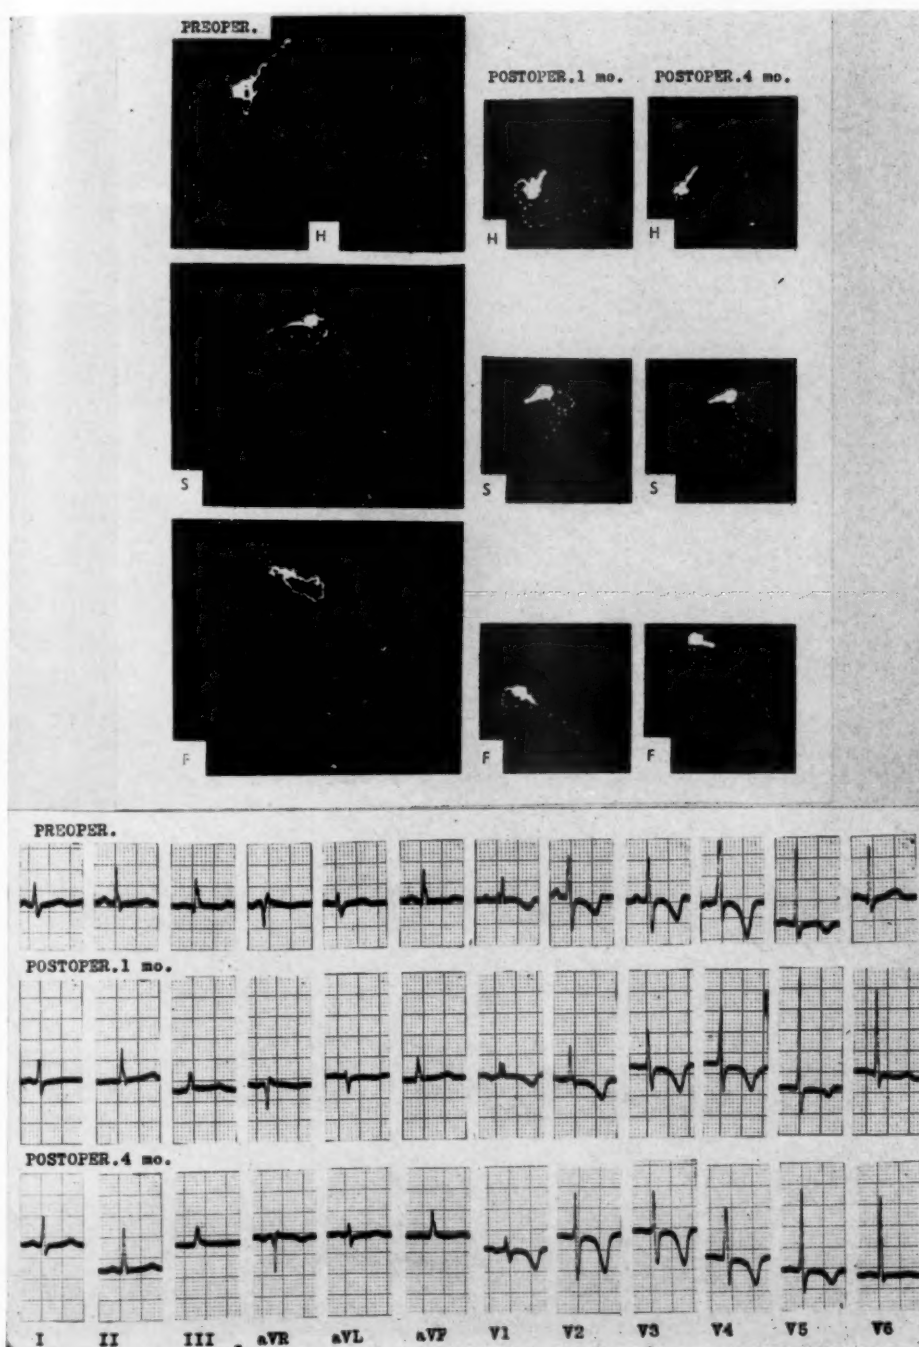 PREOPER.
POSTOPER.1 mo. POSTOPER.4 mo.
H
H H
S
S S
F
F F
PREOPER.
POSTOPER.1 mo.
POSTOPER.4 mo.
I II III aVR aVL aVF V1 V2 V3 V4 V5 V6